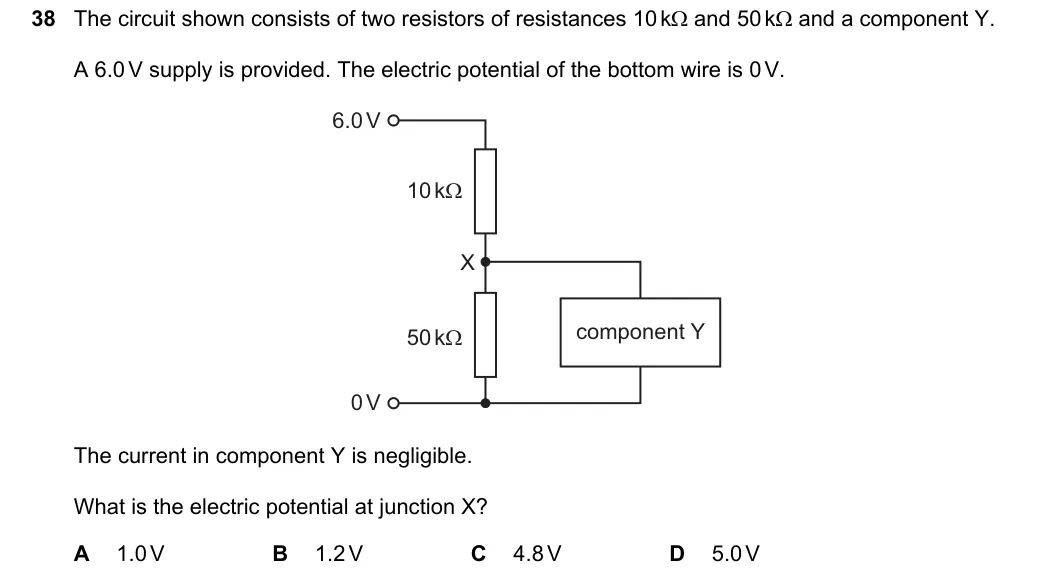 38 The circuit shown consists of two resistors of resistances 10 kΩ and 50 kΩ and a component Y.
A 6.0 V supply is provided. The electric potential of the bottom wire is 0 V.
6.0 V
10 kΩ
X
50 kΩ
component Y
0 V
The current in component Y is negligible.
What is the electric potential at junction X?
A 1.0 V B 1.2 V C 4.8 V D 5.0 V